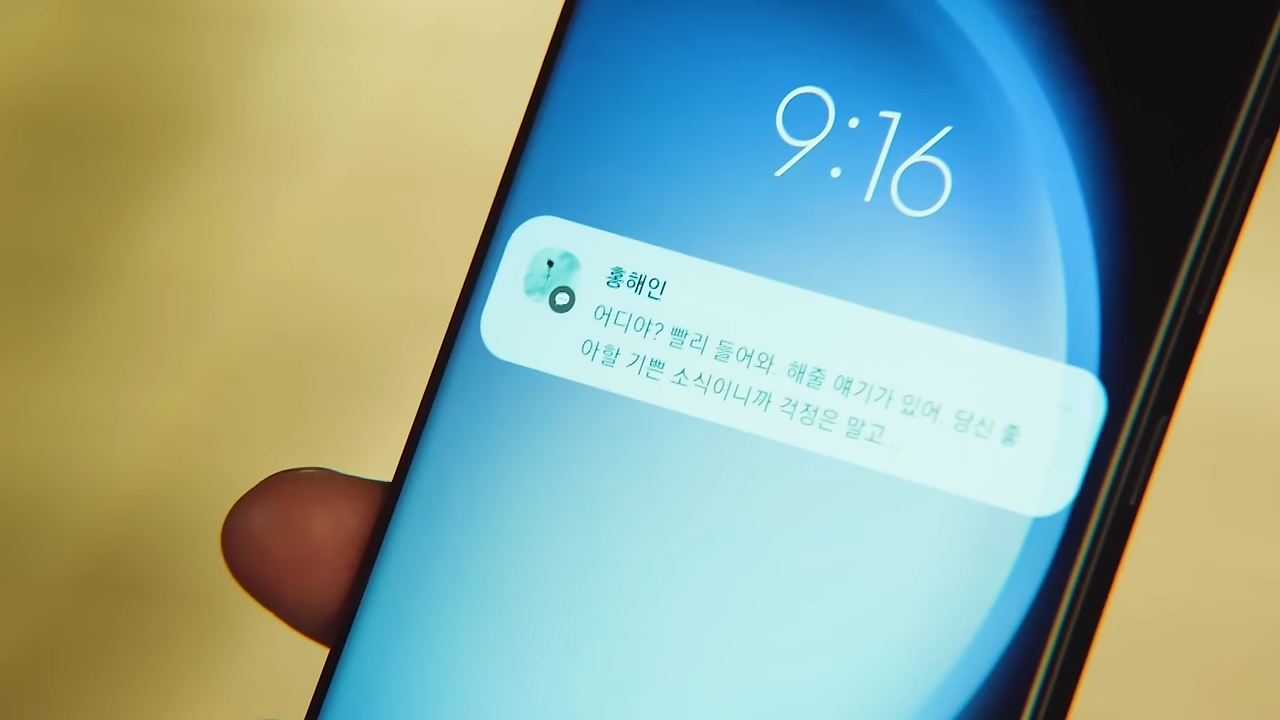 9:16
홍해인
어디야? 빨리 들어와. 해줄 얘기가 있어. 당신 좋
아할 기쁜 소식이니까 걱정은 말고...